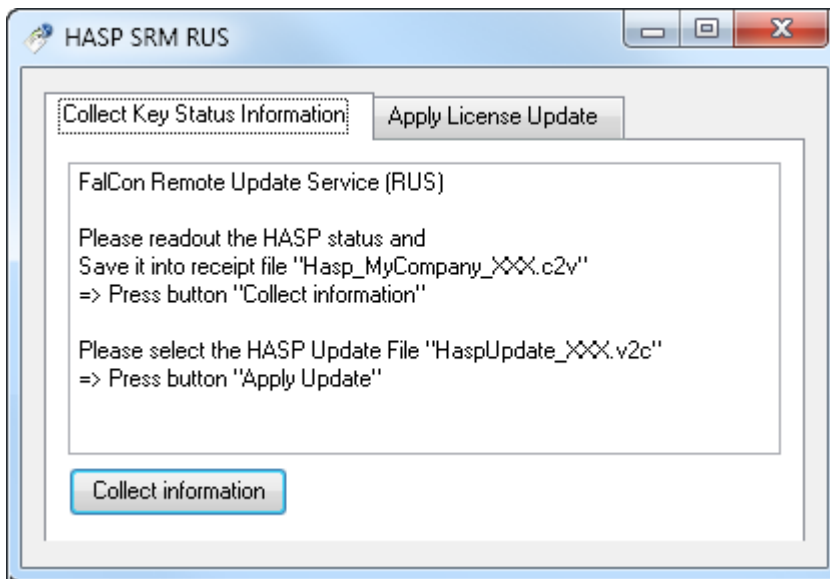 HASP SRM RUS
Collect Key Status Information
Apply License Update
FalCon Remote Update Service (RUS)
Please readout the HASP status and
Save it into receipt file "Hasp_MyCompany_XXX.c2v"
=> Press button "Collect information"
Please select the HASP Update File "HaspUpdate_XXX.v2c"
=> Press button "Apply Update"
Collect information